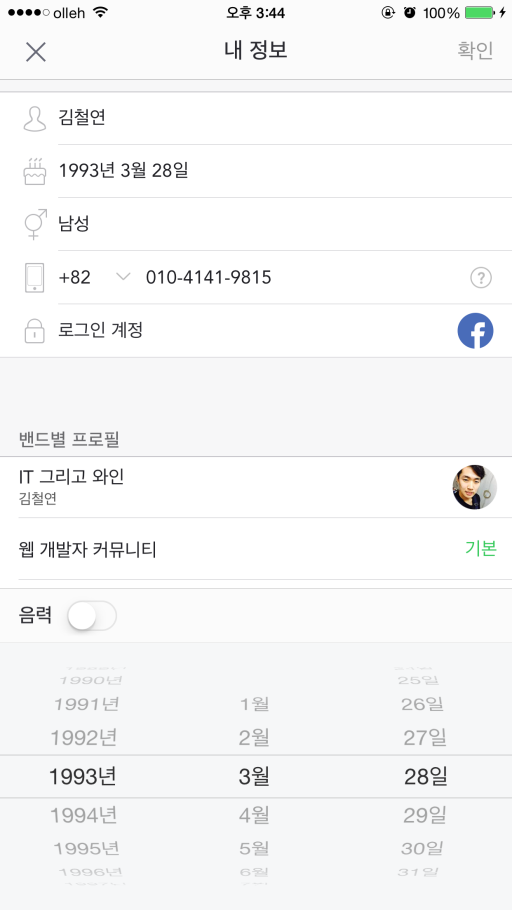 olleh 오후 3:44 100%
내 정보 확인
김철연
1993년 3월 28일
남성
+82 010-4141-9815 ?
로그인 계정
밴드별 프로필
IT 그리고 와인
김철연
웹 개발자 커뮤니티 기본
음력
1990년 25일
1991년 1월 26일
1992년 2월 27일
1993년 3월 28일
1994년 4월 29일
1995년 5월 30일
1996년 6월 31일